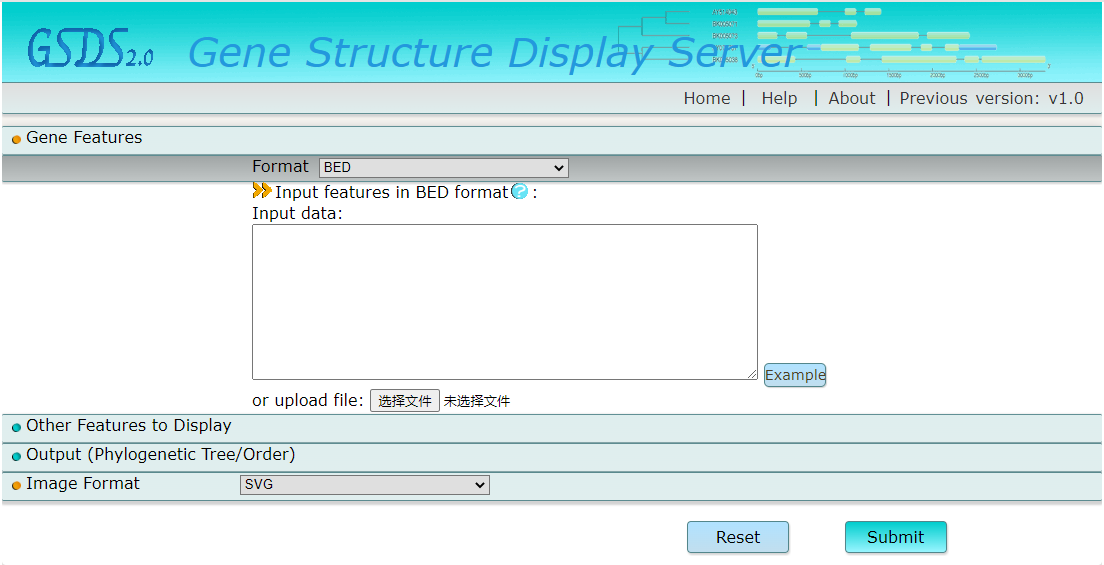 GSDS2.0 Gene Structure Display Server
Home | Help | About | Previous version: v1.0
Gene Features
Format BED
Input features in BED format? :
Input data:
Example
or upload file: 选择文件 未选择文件
Other Features to Display
Output (Phylogenetic Tree/Order)
Image Format SVG
Reset Submit